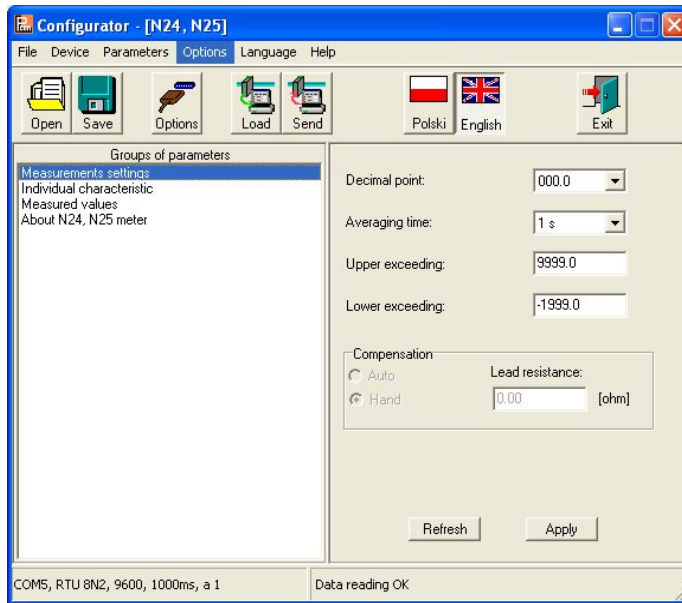 Configurator - [N24, N25]
File Device Parameters Options Language Help
Open Save Options Load Send Polski English Exit
Groups of parameters
Measurements settings
Individual characteristic
Measured values
About N24, N25 meter
Decimal point: 000.0
Averaging time: 1 s
Upper exceeding: 9999.0
Lower exceeding: -1999.0
Compensation
Auto
Hand
Lead resistance:
0.00 [ohm]
Refresh Apply
COM5, RTU 8N2, 9600, 1000ms, a 1 Data reading OK